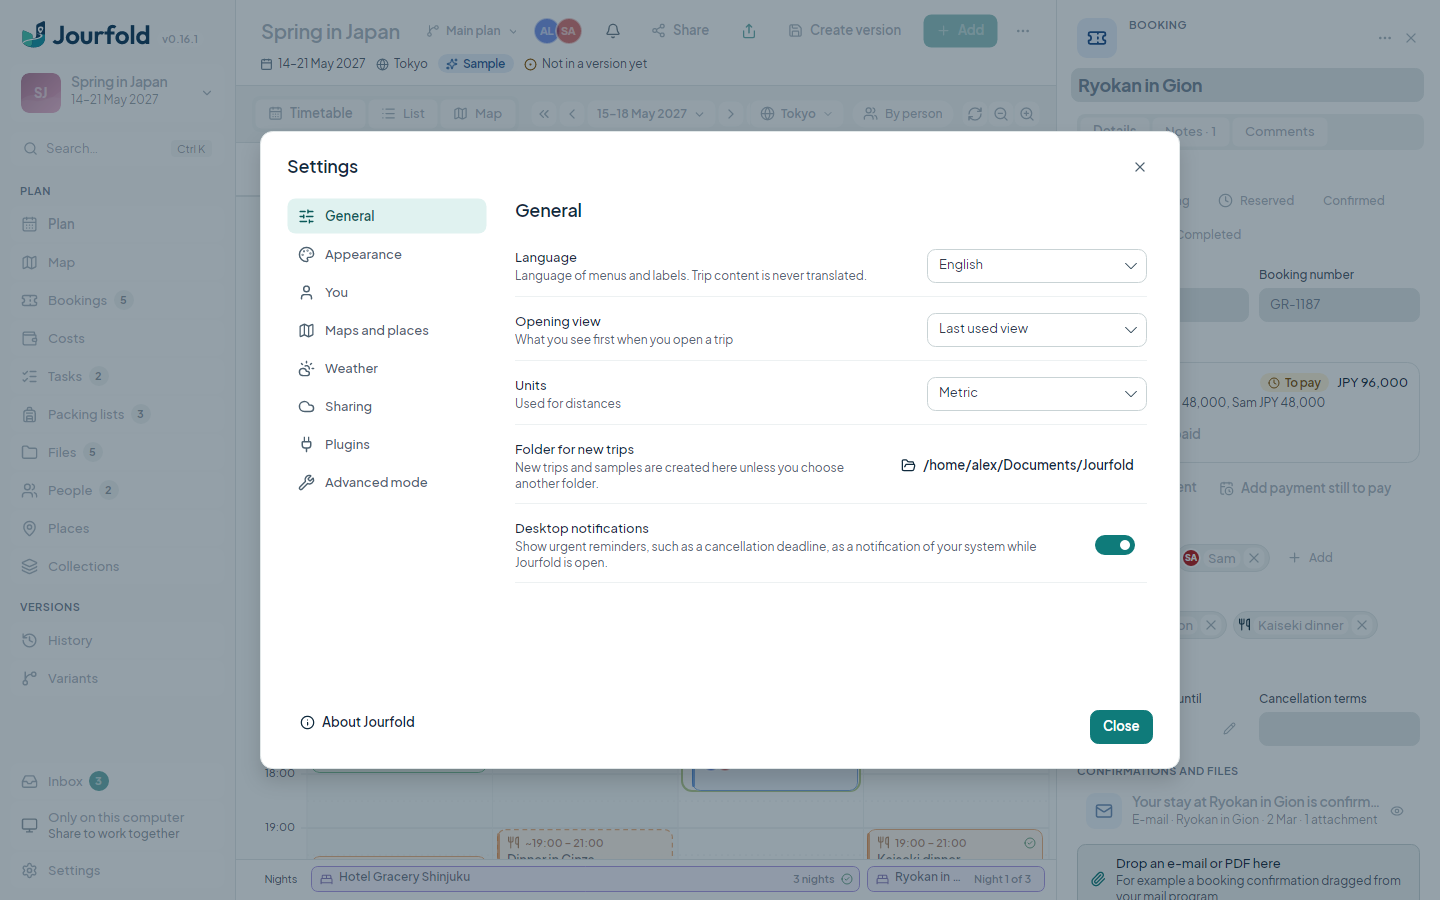 Jourfold v0.16.1
SJ
Spring in Japan
14–21 May 2027
Search...
Ctrl K
PLAN
Plan
Map
Bookings 5
Costs
Tasks 2
Packing lists 3
Files 5
People 2
Places
Collections
VERSIONS
History
Variants
Inbox 3
Only on this computer
Share to work together
Settings
Spring in Japan
Main plan
AL SA
Share
Create version
Add
14–21 May 2027
Tokyo
Sample
Not in a version yet
Timetable
List
Map
15–18 May 2027
Tokyo
By person
Settings
General
Appearance
You
Maps and places
Weather
Sharing
Plugins
Advanced mode
About Jourfold
General
Language
Language of menus and labels. Trip content is never translated.
English
Opening view
What you see first when you open a trip
Last used view
Units
Used for distances
Metric
Folder for new trips
New trips and samples are created here unless you choose
another folder.
/home/alex/Documents/Jourfold
Desktop notifications
Show urgent reminders, such as a cancellation deadline, as a notification of your system while
Jourfold is open.
Close
18:00
19:00
~19:00 – 21:00
Dinner in Ginza
19:00 – 21:00
Kaiseki dinner
Nights
Hotel Gracery Shinjuku
3 nights
Ryokan in ...
Night 1 of 3
BOOKING
Ryokan in Gion
Details
Notes · 1
Comments
Reserved
Confirmed
Completed
Booking number
GR-1187
To pay
JPY 96,000
48,000, Sam JPY 48,000
Add payment still to pay
SA Sam
Add
Kaiseki dinner
until
Cancellation terms
CONFIRMATIONS AND FILES
Your stay at Ryokan in Gion is confirm...
E-mail · Ryokan in Gion · 2 Mar · 1 attachment
Drop an e-mail or PDF here
For example a booking confirmation dragged from
your mail program.